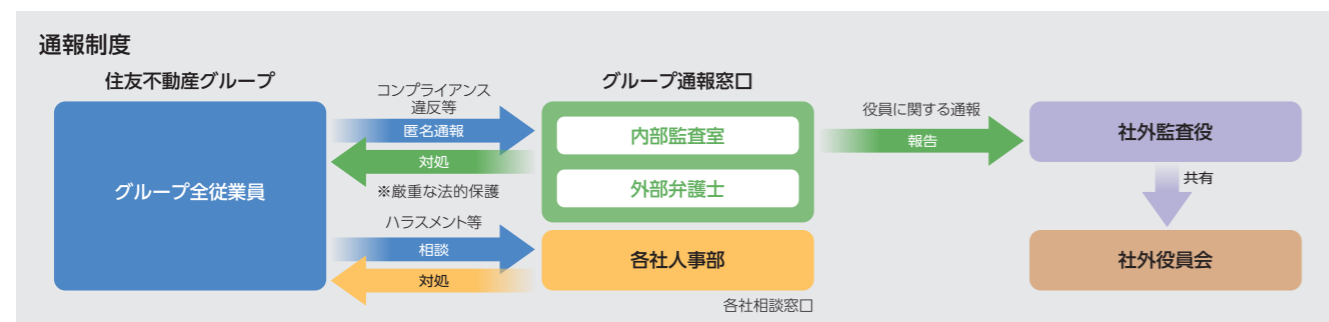 通報制度
住友不動産グループ
グループ全従業員
コンプライアンス
違反等
匿名通報
対処
※厳重な法的保護
ハラスメント等
相談
対処
グループ通報窓口
内部監査室
外部弁護士
各社人事部
各社相談窓口
役員に関する通報
報告
社外監査役
共有
社外役員会